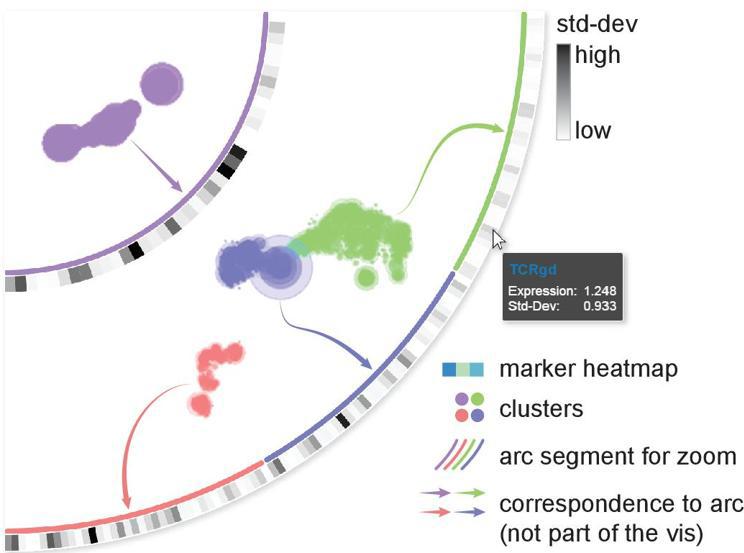 std-dev
high
low
TCRgd
Expression: 1.248
Std-Dev: 0.933
marker heatmap
clusters
arc segment for zoom
correspondence to arc
(not part of the vis)